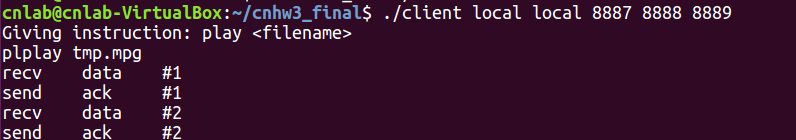 cnlab@cnlab-VirtualBox:~/cnhw3_final$ ./client local local 8887 8888 8889
Giving instruction: play <filename>
plplay tmp.mpg
recv data #1
send ack #1
recv data #2
send ack #2